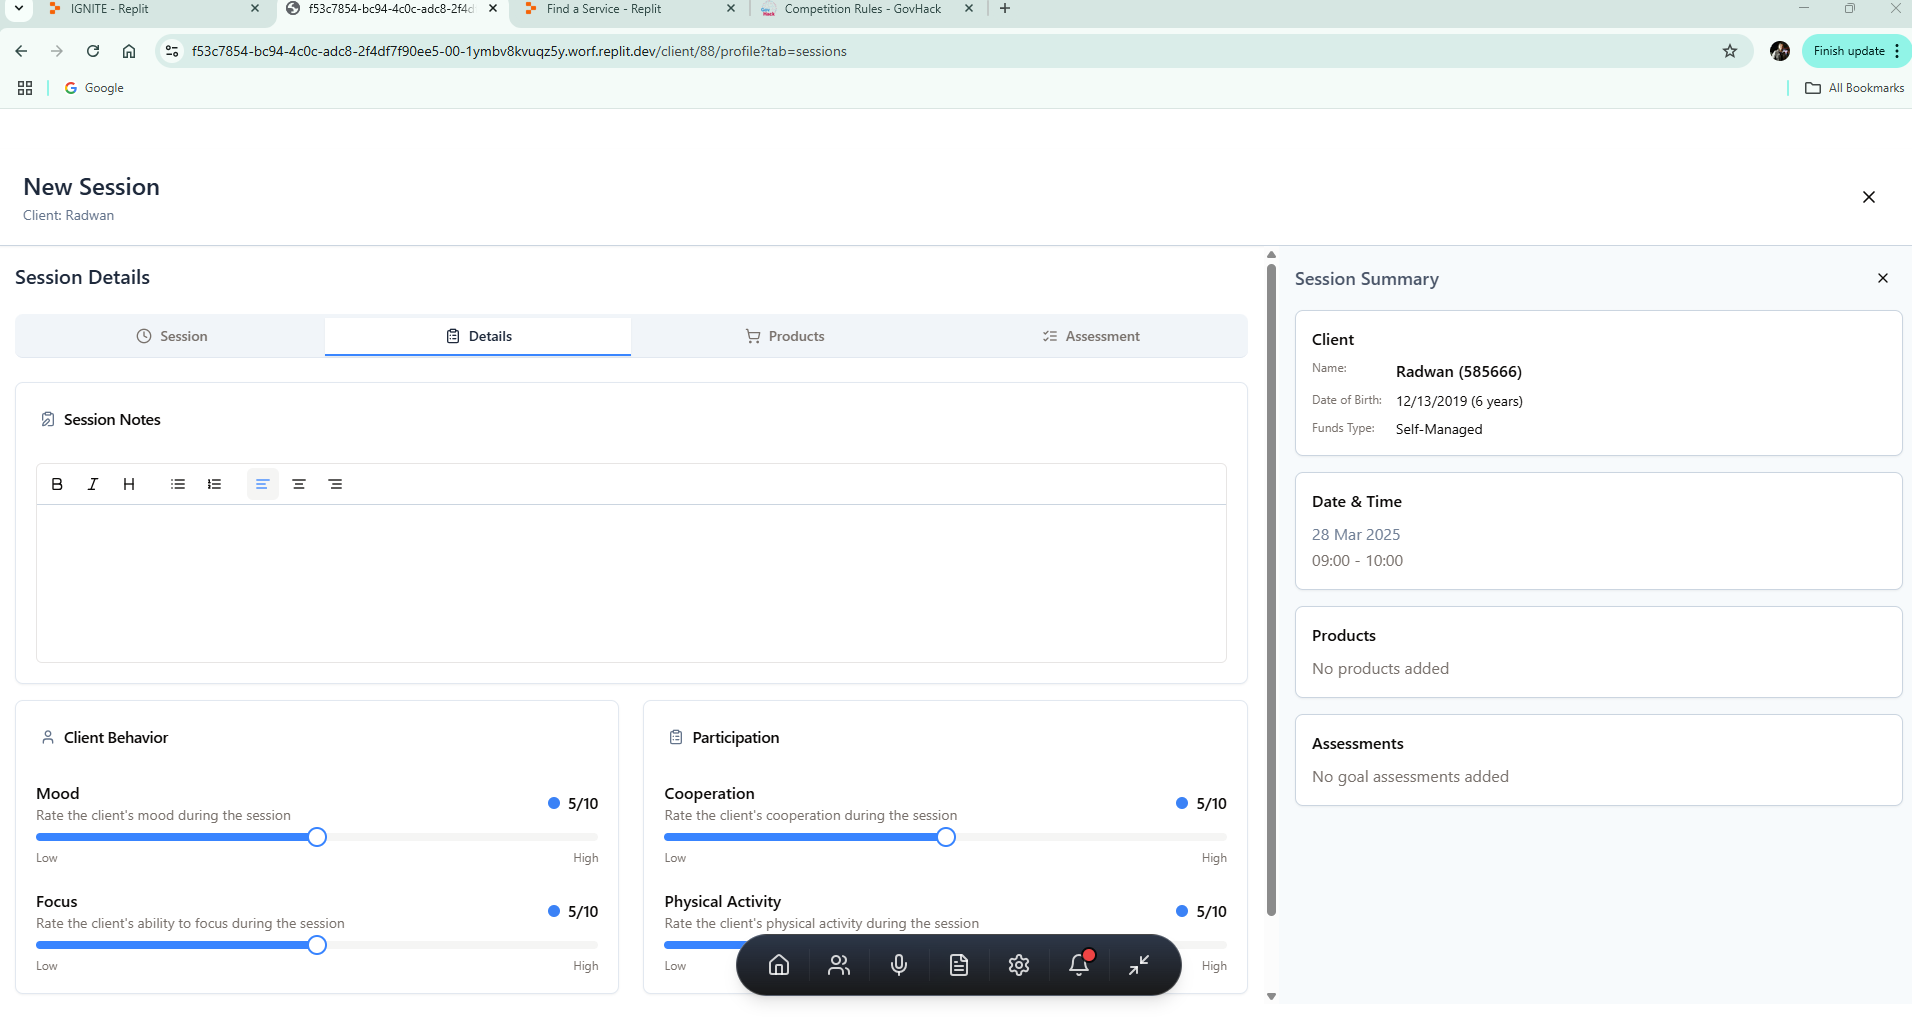 IGNITE - Replit
f53c7854-bc94-4c0c-adc8-2f4d
Find a Service - Replit
Competition Rules - GovHack
f53c7854-bc94-4c0c-adc8-2f4df7f90ee5-00-1ymbv8kvuqz5y.worf.replit.dev/client/88/profile?tab=sessions
Finish update
Google
All Bookmarks
New Session
Client: Radwan
Session Details
Session
Details
Products
Assessment
Session Notes
B I H
Client Behavior
Mood
Rate the client's mood during the session
5/10
Low
High
Focus
Rate the client's ability to focus during the session
5/10
Low
High
Participation
Cooperation
Rate the client's cooperation during the session
5/10
Low
High
Physical Activity
Rate the client's physical activity during the session
5/10
Low
High
Session Summary
Client
Name: Radwan (585666)
Date of Birth: 12/13/2019 (6 years)
Funds Type: Self-Managed
Date & Time
28 Mar 2025
09:00 - 10:00
Products
No products added
Assessments
No goal assessments added